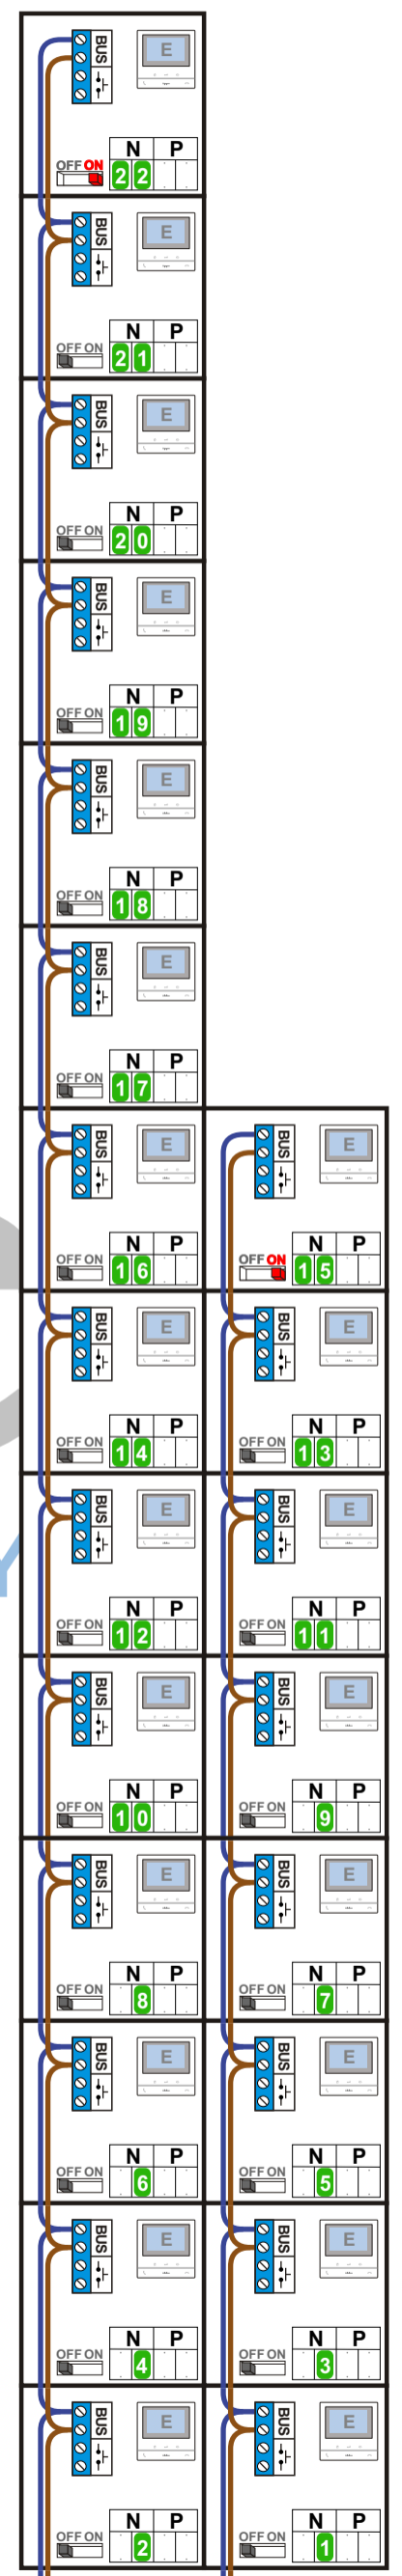 BUS
E
N P
OFF ON 22
BUS
E
N P
OFF ON 21
BUS
E
N P
OFF ON 20
BUS
E
N P
OFF ON 19
BUS
E
N P
OFF ON 18
BUS
E
N P
OFF ON 17
BUS
E
N P
OFF ON 16
BUS
E
N P
OFF ON 15
BUS
E
N P
OFF ON 14
BUS
E
N P
OFF ON 13
BUS
E
N P
OFF ON 12
BUS
E
N P
OFF ON 11
BUS
E
N P
OFF ON 10
BUS
E
N P
OFF ON 9
BUS
E
N P
OFF ON 8
BUS
E
N P
OFF ON 7
BUS
E
N P
OFF ON 6
BUS
E
N P
OFF ON 5
BUS
E
N P
OFF ON 4
BUS
E
N P
OFF ON 3
BUS
E
N P
OFF ON 2
BUS
E
N P
OFF ON 1